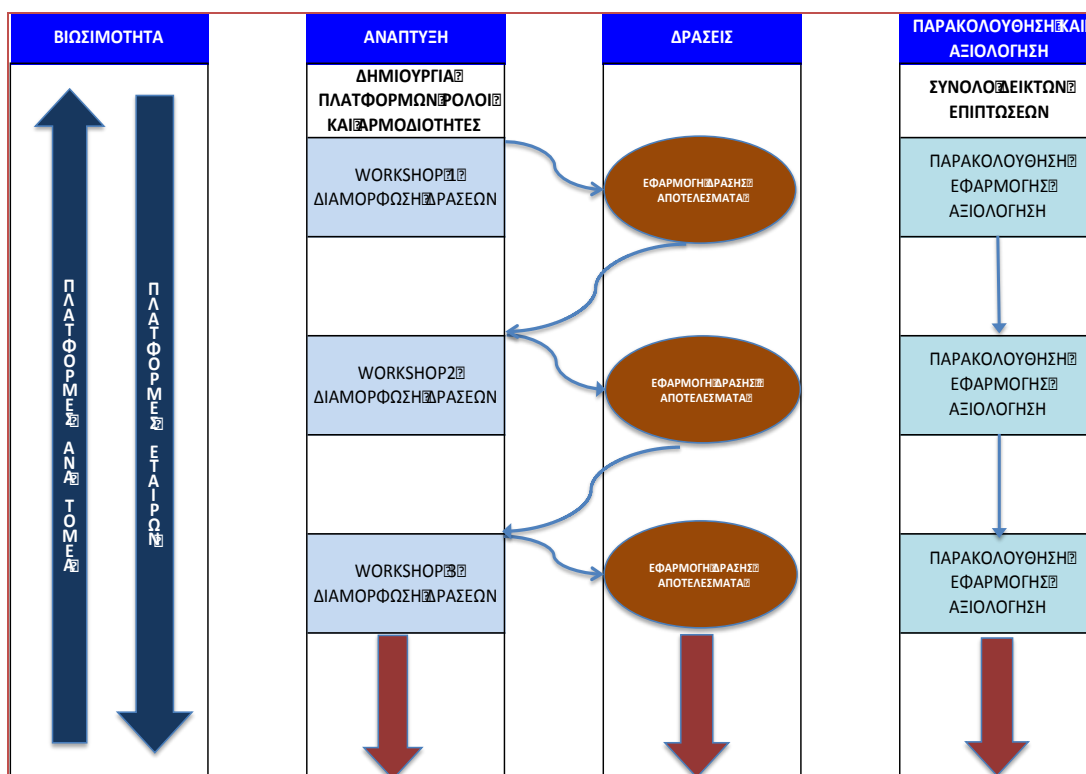 ΒΙΩΣΙΜΟΤΗΤΑ
ΑΝΑΠΤΥΞΗ
ΔΡΑΣΕΙΣ
ΠΑΡΑΚΟΛΟΥΘΗΣΗ ΚΑΙ
ΑΞΙΟΛΟΓΗΣΗ
ΔΗΜΙΟΥΡΓΙΑ
ΠΛΑΤΦΟΡΜΩΝ ΡΟΛΟΙ
ΚΑΙ ΑΡΜΟΔΙΟΤΗΤΕΣ
ΣΥΝΟΛΟ ΔΕΙΚΤΩΝ
ΕΠΙΠΤΩΣΕΩΝ
ΠΛΑΤΦΟΡΜΕΣ ΑΝΑ ΤΟΜΕΑ
ΠΛΑΤΦΟΡΜΕΣ ΕΤΑΙΡΩΝ
WORKSHOP 1
ΔΙΑΜΟΡΦΩΣΗ ΔΡΑΣΕΩΝ
ΕΦΑΡΜΟΓΗ ΔΡΑΣΗΣ
ΑΠΟΤΕΛΕΣΜΑΤΑ
ΠΑΡΑΚΟΛΟΥΘΗΣΗ
ΕΦΑΡΜΟΓΗΣ
ΑΞΙΟΛΟΓΗΣΗ
WORKSHOP2
ΔΙΑΜΟΡΦΩΣΗ ΔΡΑΣΕΩΝ
ΕΦΑΡΜΟΓΗ ΔΡΑΣΗΣ
ΑΠΟΤΕΛΕΣΜΑΤΑ
ΠΑΡΑΚΟΛΟΥΘΗΣΗ
ΕΦΑΡΜΟΓΗΣ
ΑΞΙΟΛΟΓΗΣΗ
WORKSHOP 3
ΔΙΑΜΟΡΦΩΣΗ ΔΡΑΣΕΩΝ
ΕΦΑΡΜΟΓΗ ΔΡΑΣΗΣ
ΑΠΟΤΕΛΕΣΜΑΤΑ
ΠΑΡΑΚΟΛΟΥΘΗΣΗ
ΕΦΑΡΜΟΓΗΣ
ΑΞΙΟΛΟΓΗΣΗ